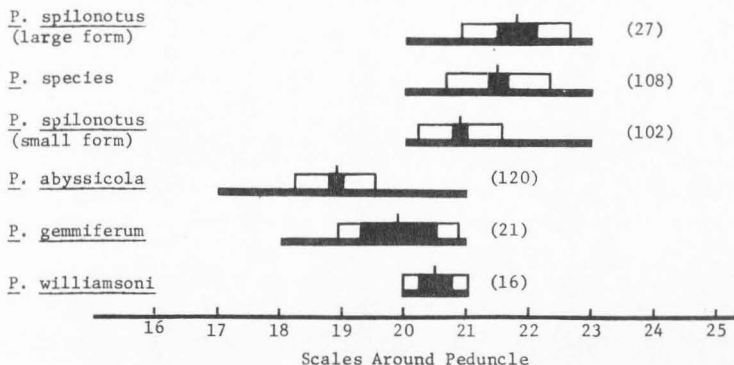 P. spilonotus (27)
(large form)
P. species (108)
P. spilonotus (102)
(small form)
P. abyssicola (120)
P. gemmiferum (21)
P. williamsoni (16)
16 17 18 19 20 21 22 23 24 25
Scales Around Peduncle